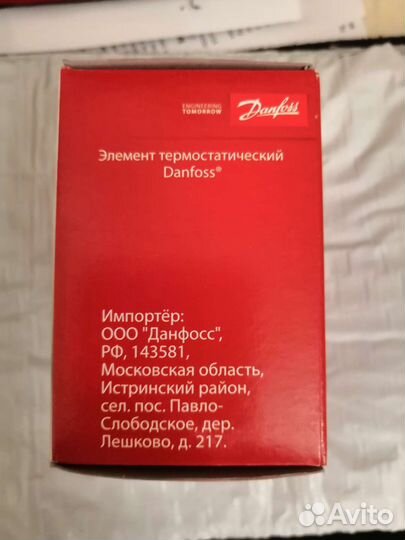 ENGINEERING
TOMORROW
Danfoss
Элемент термостатический
Danfoss®
Импортёр:
ООО "Данфосс",
РФ, 143581,
Московская область,
Истринский район,
сел. пос. Павло-
Слободское, дер.
Лешково, д. 217.
Avito